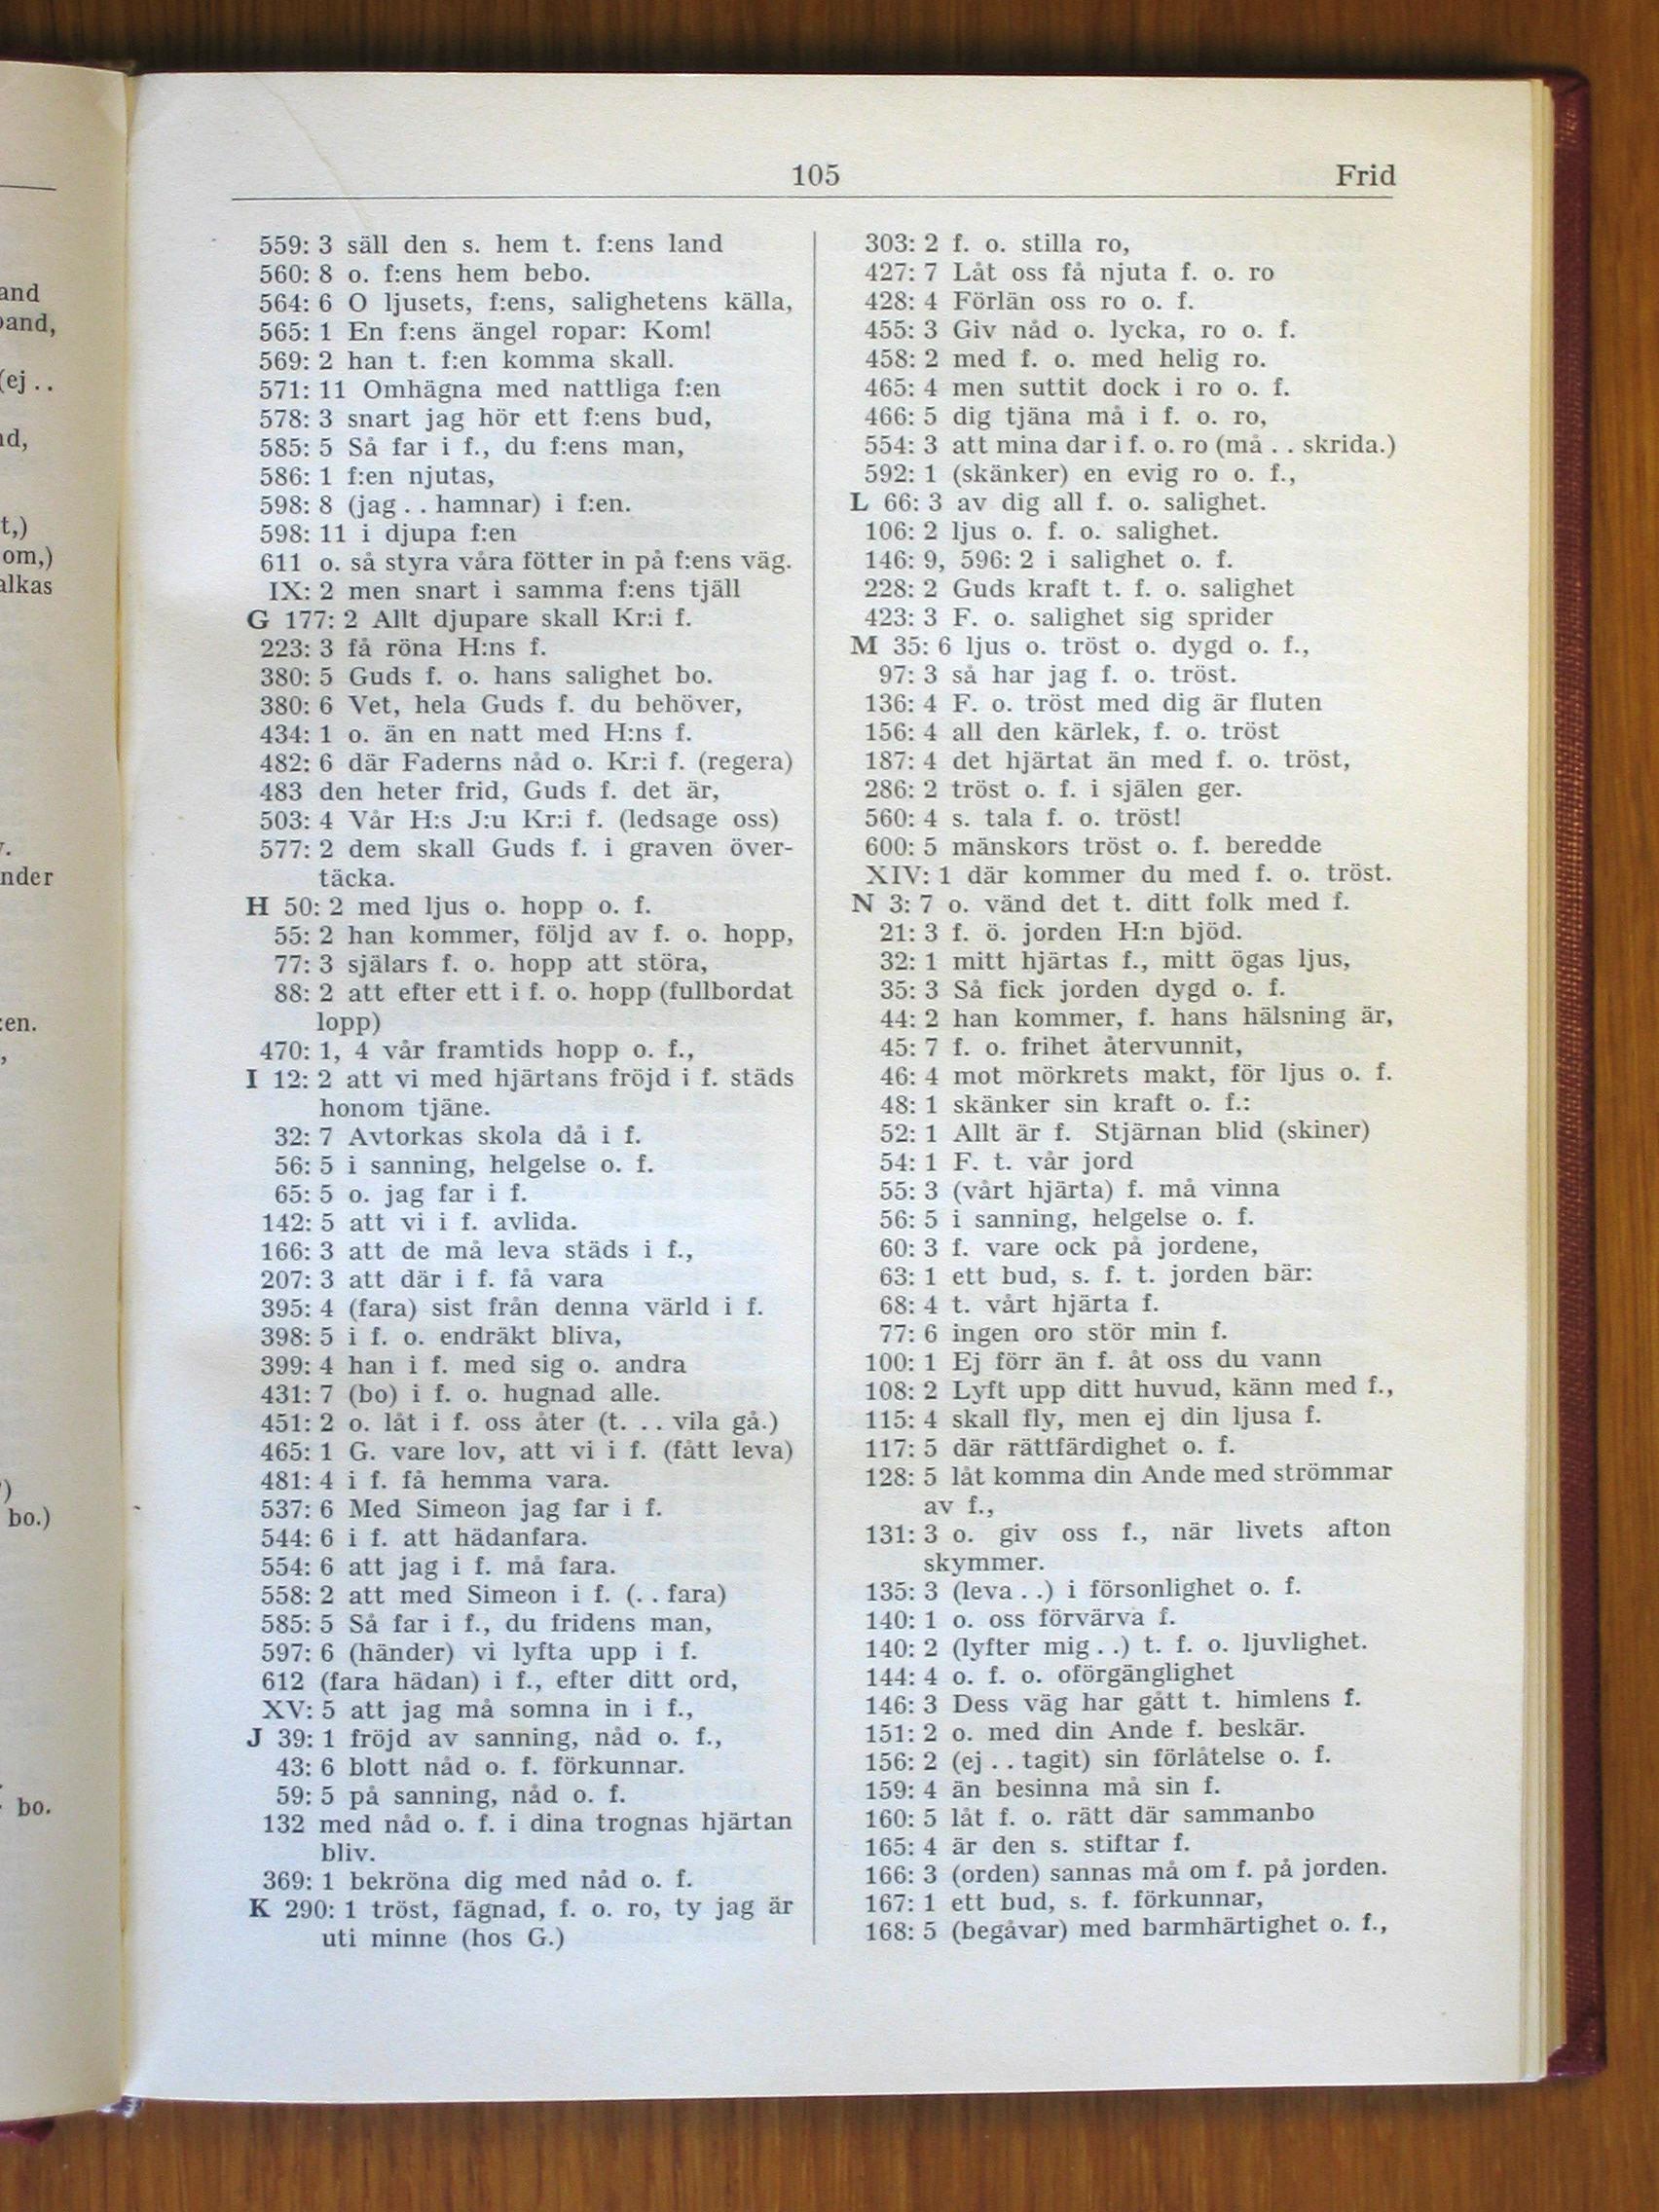 and
band,
(ej . .
nd,
t,)
om,)
alkas
v.
nder
:en.
,
)
bo.)
bo.
105 Frid
559: 3 säll den s. hem t. f:ens land
560: 8 o. f:ens hem bebo.
564: 6 O ljusets, f:ens, salighetens källa,
565: 1 En f:ens ängel ropar: Kom!
569: 2 han t. f:en komma skall.
571: 11 Omhägna med nattliga f:en
578: 3 snart jag hör ett f:ens bud,
585: 5 Så far i f., du f:ens man,
586: 1 f:en njutas,
598: 8 (jag . . hamnar) i f:en.
598: 11 i djupa f:en
611 o. så styra våra fötter in på f:ens väg.
IX: 2 men snart i samma f:ens tjäll
G 177: 2 Allt djupare skall Kr:i f.
223: 3 få röna H:ns f.
380: 5 Guds f. o. hans salighet bo.
380: 6 Vet, hela Guds f. du behöver,
434: 1 o. än en natt med H:ns f.
482: 6 där Faderns nåd o. Kr:i f. (regera)
483 den heter frid, Guds f. det är,
503: 4 Vår H:s J:u Kr:i f. (ledsage oss)
577: 2 dem skall Guds f. i graven över-
täcka.
H 50: 2 med ljus o. hopp o. f.
55: 2 han kommer, följd av f. o. hopp,
77: 3 själars f. o. hopp att störa,
88: 2 att efter ett i f. o. hopp (fullbordat
lopp)
470: 1, 4 vår framtids hopp o. f.,
I 12: 2 att vi med hjärtans fröjd i f. städs
honom tjäne.
32: 7 Avtorkas skola då i f.
56: 5 i sanning, helgelse o. f.
65: 5 o. jag far i f.
142: 5 att vi i f. avlida.
166: 3 att de må leva städs i f.,
207: 3 att där i f. få vara
395: 4 (fara) sist från denna värld i f.
398: 5 i f. o. endräkt bliva,
399: 4 han i f. med sig o. andra
431: 7 (bo) i f. o. hugnad alle.
451: 2 o. låt i f. oss åter (t. . . vila gå.)
465: 1 G. vare lov, att vi i f. (fått leva)
481: 4 i f. få hemma vara.
537: 6 Med Simeon jag far i f.
544: 6 i f. att hädanfara.
554: 6 att jag i f. må fara.
558: 2 att med Simeon i f. (. . fara)
585: 5 Så far i f., du fridens man,
597: 6 (händer) vi lyfta upp i f.
612 (fara hädan) i f., efter ditt ord,
XV: 5 att jag må somna in i f.,
J 39: 1 fröjd av sanning, nåd o. f.,
43: 6 blott nåd o. f. förkunnar.
59: 5 på sanning, nåd o. f.
132 med nåd o. f. i dina trognas hjärtan
bliv.
369: 1 bekröna dig med nåd o. f.
K 290: 1 tröst, fägnad, f. o. ro, ty jag är
uti minne (hos G.)
303: 2 f. o. stilla ro,
427: 7 Låt oss få njuta f. o. ro
428: 4 Förlän oss ro o. f.
455: 3 Giv nåd o. lycka, ro o. f.
458: 2 med f. o. med helig ro.
465: 4 men suttit dock i ro o. f.
466: 5 dig tjäna må i f. o. ro,
554: 3 att mina dar i f. o. ro (må . . skrida.)
592: 1 (skänker) en evig ro o. f.,
L 66: 3 av dig all f. o. salighet.
106: 2 ljus o. f. o. salighet.
146: 9, 596: 2 i salighet o. f.
228: 2 Guds kraft t. f. o. salighet
423: 3 F. o. salighet sig sprider
M 35: 6 ljus o. tröst o. dygd o. f.,
97: 3 så har jag f. o. tröst.
136: 4 F. o. tröst med dig är fluten
156: 4 all den kärlek, f. o. tröst
187: 4 det hjärtat än med f. o. tröst,
286: 2 tröst o. f. i själen ger.
560: 4 s. tala f. o. tröst!
600: 5 mänskors tröst o. f. beredde
XIV: 1 där kommer du med f. o. tröst.
N 3: 7 o. vänd det t. ditt folk med f.
21: 3 f. ö. jorden H:n bjöd.
32: 1 mitt hjärtas f., mitt ögas ljus,
35: 3 Så fick jorden dygd o. f.
44: 2 han kommer, f. hans hälsning är,
45: 7 f. o. frihet återvunnit,
46: 4 mot mörkrets makt, för ljus o. f.
48: 1 skänker sin kraft o. f.:
52: 1 Allt är f. Stjärnan blid (skiner)
54: 1 F. t. vår jord
55: 3 (vårt hjärta) f. må vinna
56: 5 i sanning, helgelse o. f.
60: 3 f. vare ock på jordene,
63: 1 ett bud, s. f. t. jorden bär:
68: 4 t. vårt hjärta f.
77: 6 ingen oro stör min f.
100: 1 Ej förr än f. åt oss du vann
108: 2 Lyft upp ditt huvud, känn med f.,
115: 4 skall fly, men ej din ljusa f.
117: 5 där rättfärdighet o. f.
128: 5 låt komma din Ande med strömmar
av f.,
131: 3 o. giv oss f., när livets afton
skymmer.
135: 3 (leva . .) i försonlighet o. f.
140: 1 o. oss förvärva f.
140: 2 (lyfter mig . .) t. f. o. ljuvlighet.
144: 4 o. f. o. oförgänglighet
146: 3 Dess väg har gått t. himlens f.
151: 2 o. med din Ande f. beskär.
156: 2 (ej . . tagit) sin förlåtelse o. f.
159: 4 än besinna må sin f.
160: 5 låt f. o. rätt där sammanbo
165: 4 är den s. stiftar f.
166: 3 (orden) sannas må om f. på jorden.
167: 1 ett bud, s. f. förkunnar,
168: 5 (begåvar) med barmhärtighet o. f.,